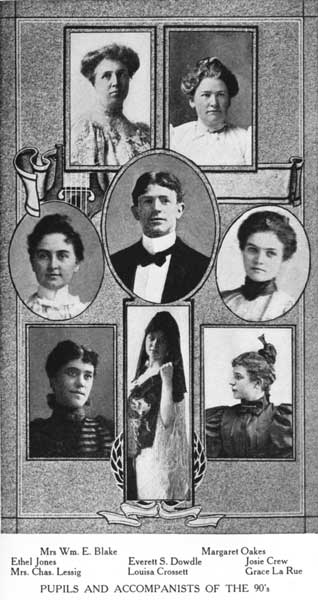 Mrs Wm. E. Blake Margaret Oakes
Ethel Jones Everett S. Dowdle Josie Crew
Mrs. Chas. Lessig Louisa Crossett Grace La Rue
PUPILS AND ACCOMPANISTS OF THE 90's